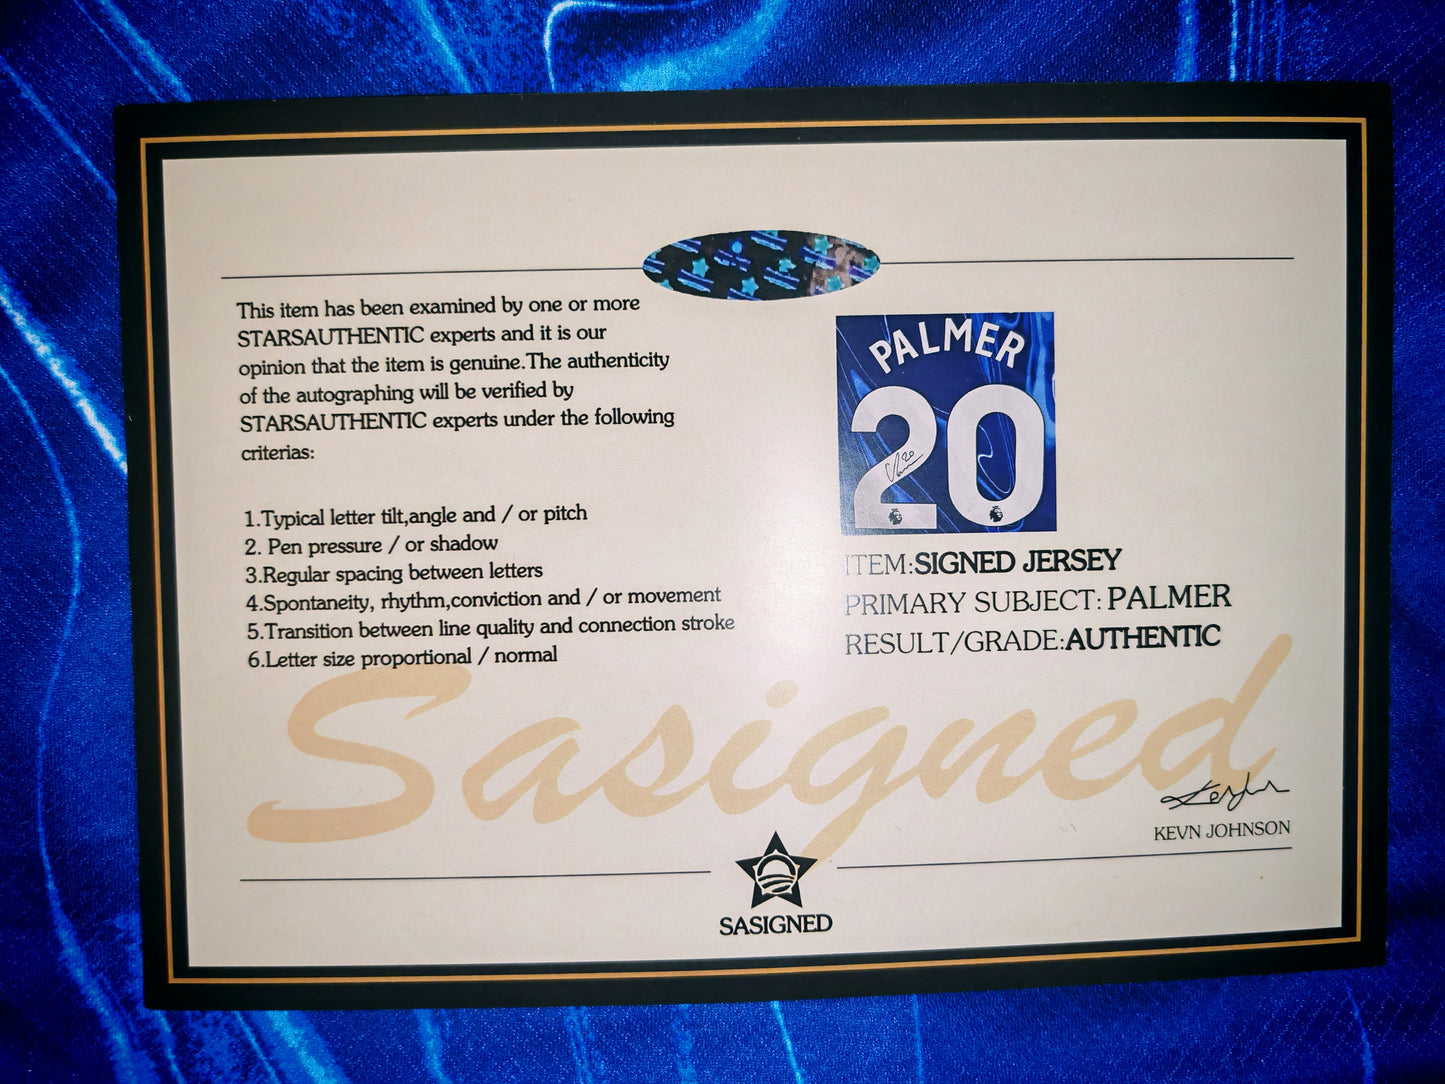 This item has been examined by one or more
STARSAUTHENTIC experts and it is our
opinion that the item is genuine.The authenticity
of the autographing will be verified by
STARSAUTHENTIC experts under the following
criterias:
1.Typical letter tilt,angle and / or pitch
2. Pen pressure / or shadow
3.Regular spacing between letters
4.Spontaneity, rhythm,conviction and / or movement
5.Transition between line quality and connection stroke
6.Letter size proportional / normal
PALMER
20
20
ITEM:SIGNED JERSEY
PRIMARY SUBJECT: PALMER
RESULT/GRADE:AUTHENTIC
Sasigned
KEVN JOHNSON
SASIGNED